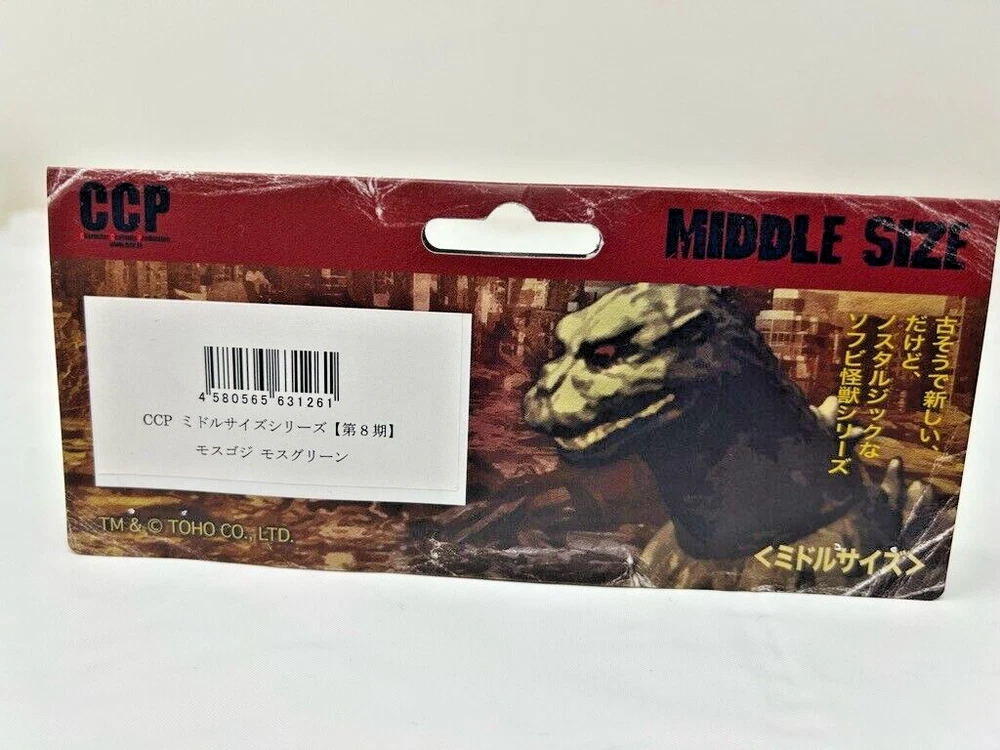 CCP
MIDDLE SIZE
4 580565 631261
CCP ミドルサイズシリーズ【第8期】
モスゴジ モスグリーン
TM & © TOHO CO., LTD.
古そうで新しい、
だけど、
ノスタルジックな
ソフビ怪獣シリーズ
<ミドルサイズ>